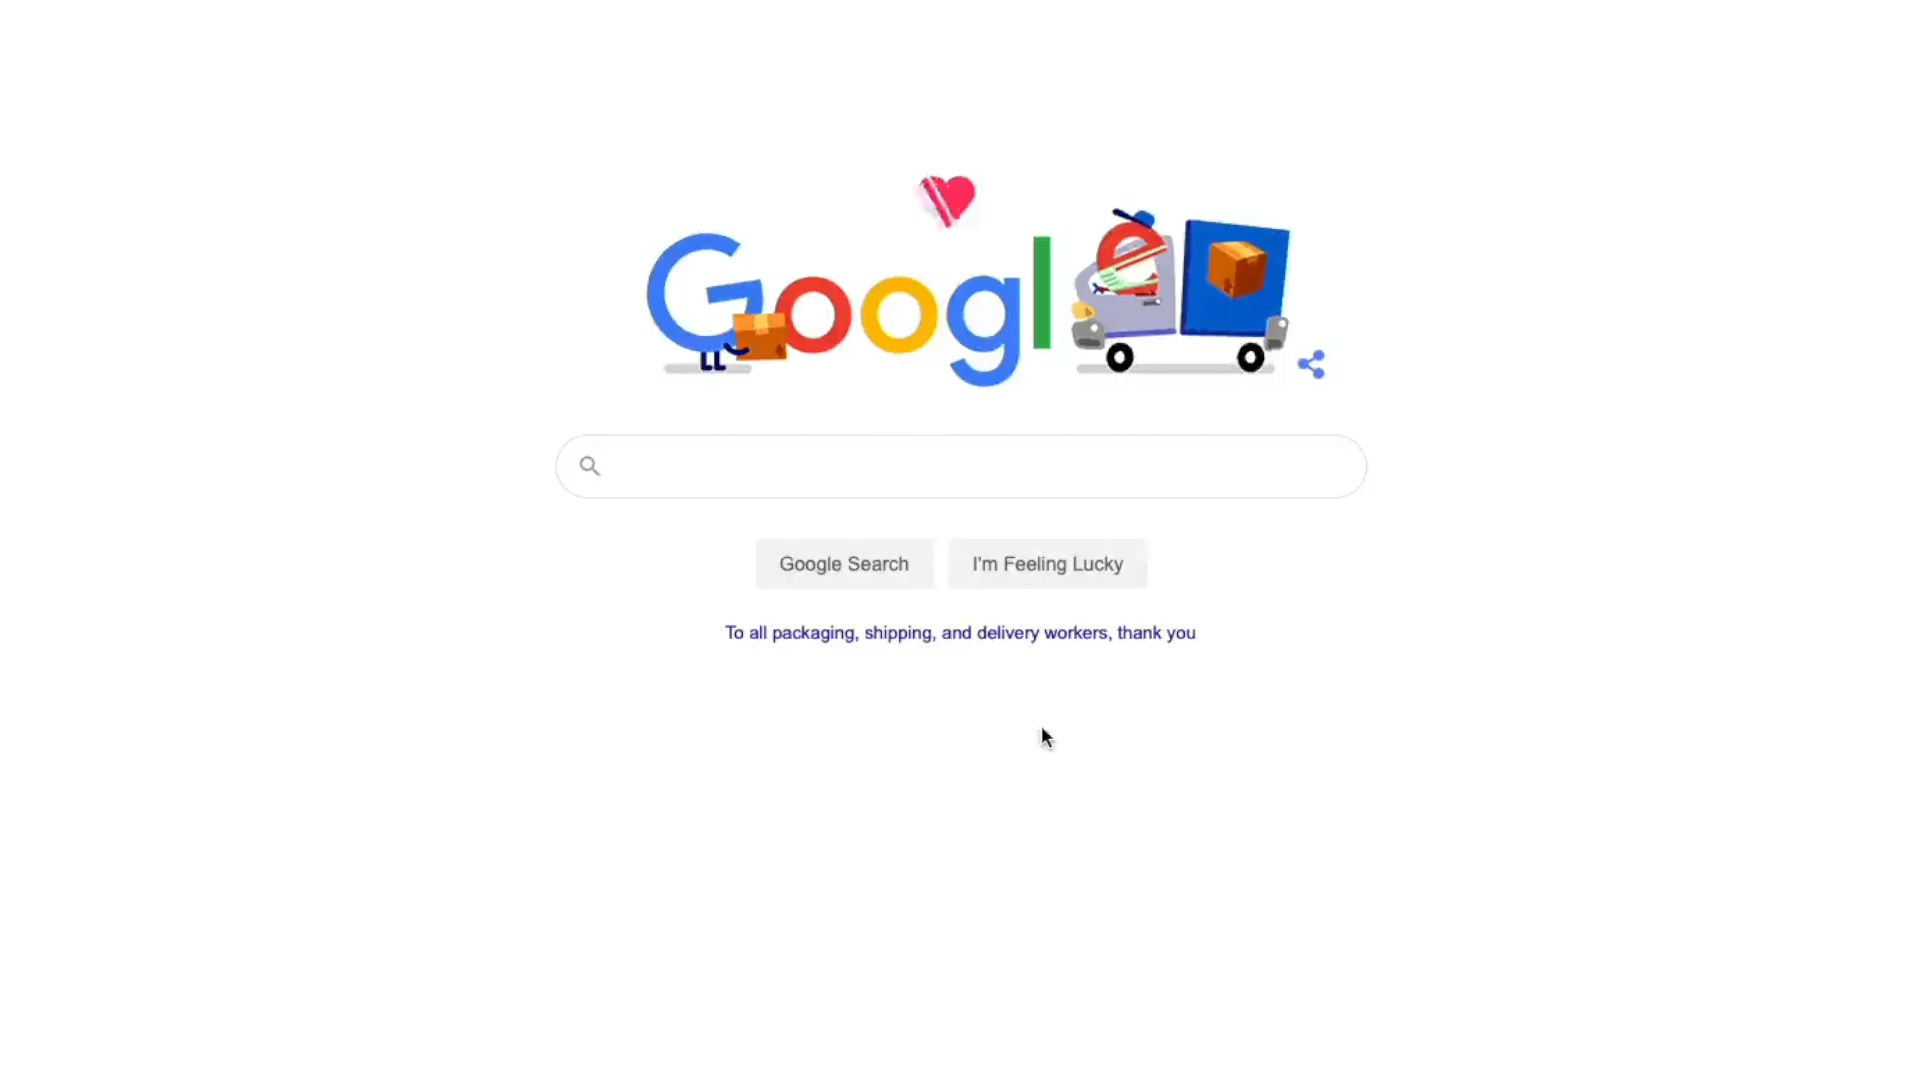 Google
Google Search
I'm Feeling Lucky
To all packaging, shipping, and delivery workers, thank you